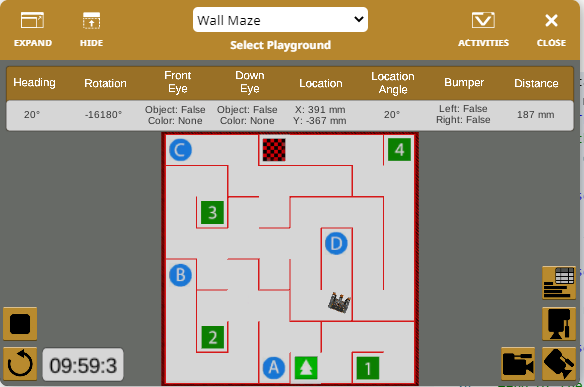 Wall Maze
EXPAND
HIDE
Select Playground
ACTIVITIES
CLOSE
Heading
Rotation
Front
Eye
Down
Eye
Location
Location
Angle
Bumper
Distance
20°
-16180°
Object: False
Color: None
Object: False
Color: None
X: 391 mm
Y: -367 mm
20°
Left: False
Right: False
187 mm
C
4
3
D
B
2
A
1
09:59:3